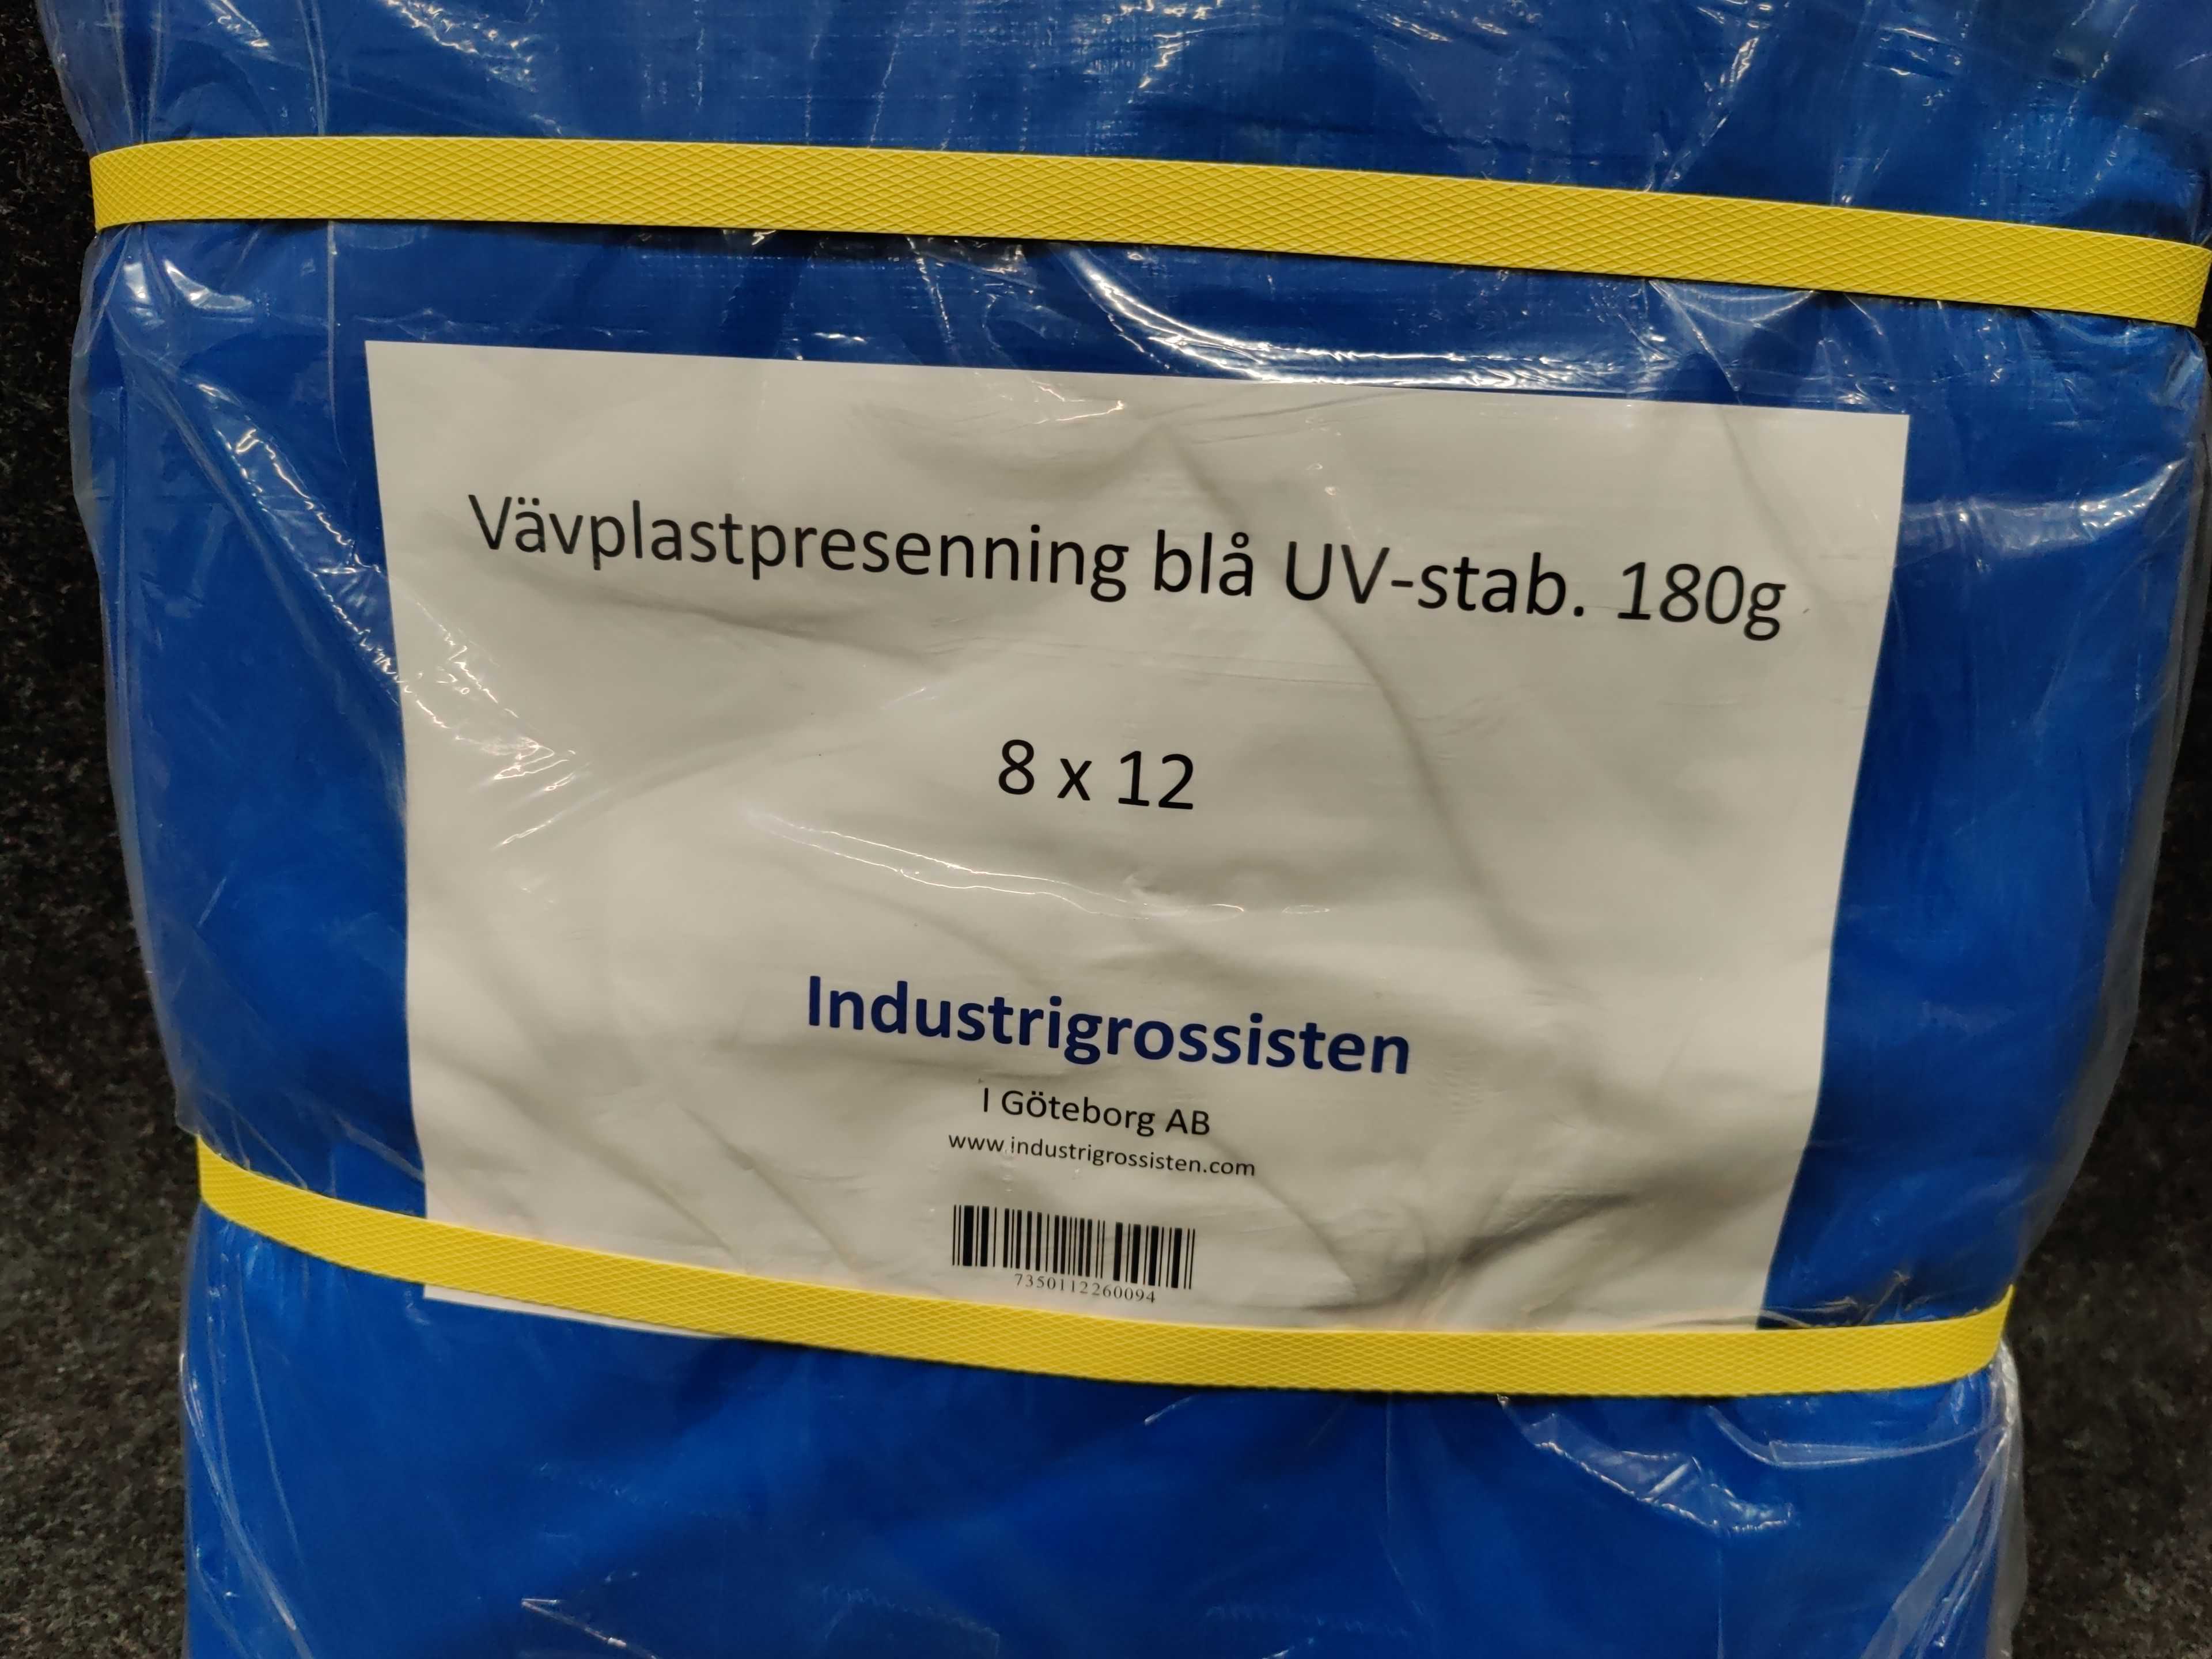 Vävplastpresenning blå UV-stab. 180g
8 x 12
Industrigrossisten
I Göteborg AB
www.industrigrossisten.com
7350112260094